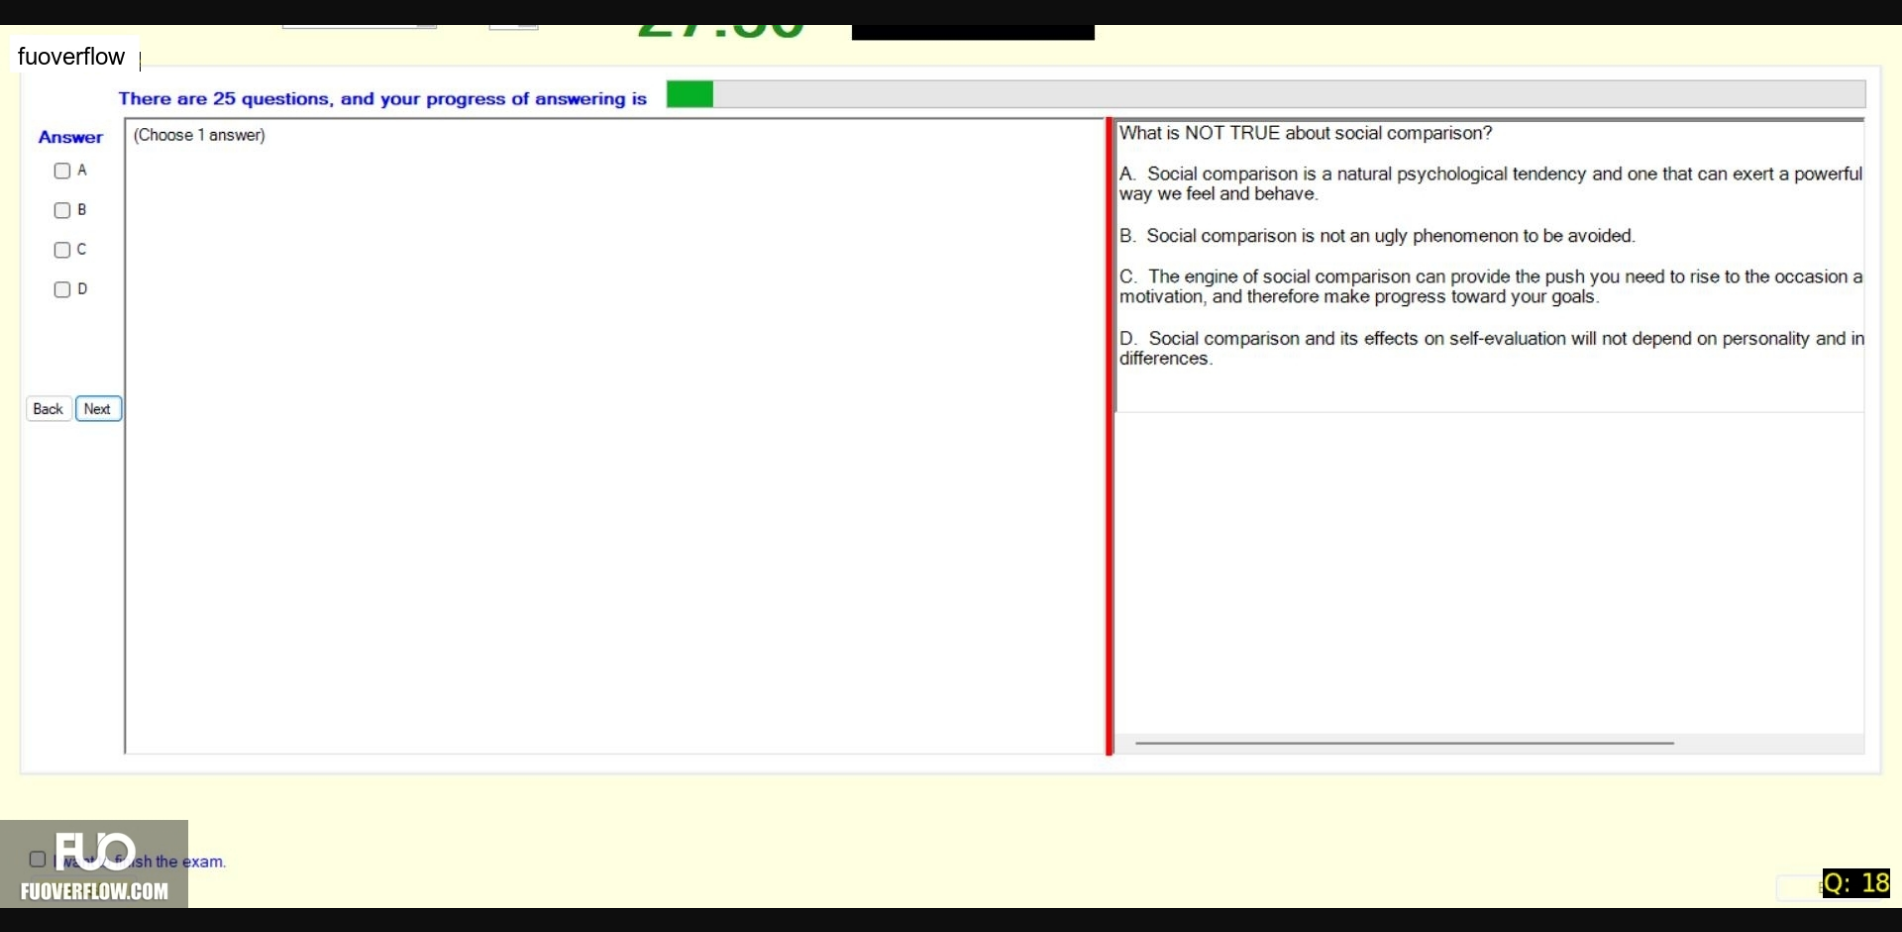 fuoverflow
There are 25 questions, and your progress of answering is
Answer
(Choose 1 answer)
A
B
C
D
Back Next
What is NOT TRUE about social comparison?
A. Social comparison is a natural psychological tendency and one that can exert a powerful
way we feel and behave.
B. Social comparison is not an ugly phenomenon to be avoided.
C. The engine of social comparison can provide the push you need to rise to the occasion a
motivation, and therefore make progress toward your goals.
D. Social comparison and its effects on self-evaluation will not depend on personality and in
differences.
FUO
the exam.
FUOVERFLOW.COM
Q: 18